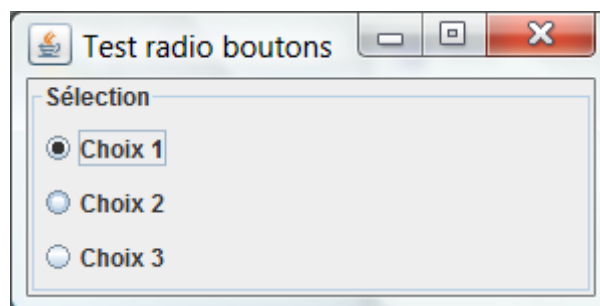 Test radio boutons
Sélection
Choix 1
Choix 2
Choix 3